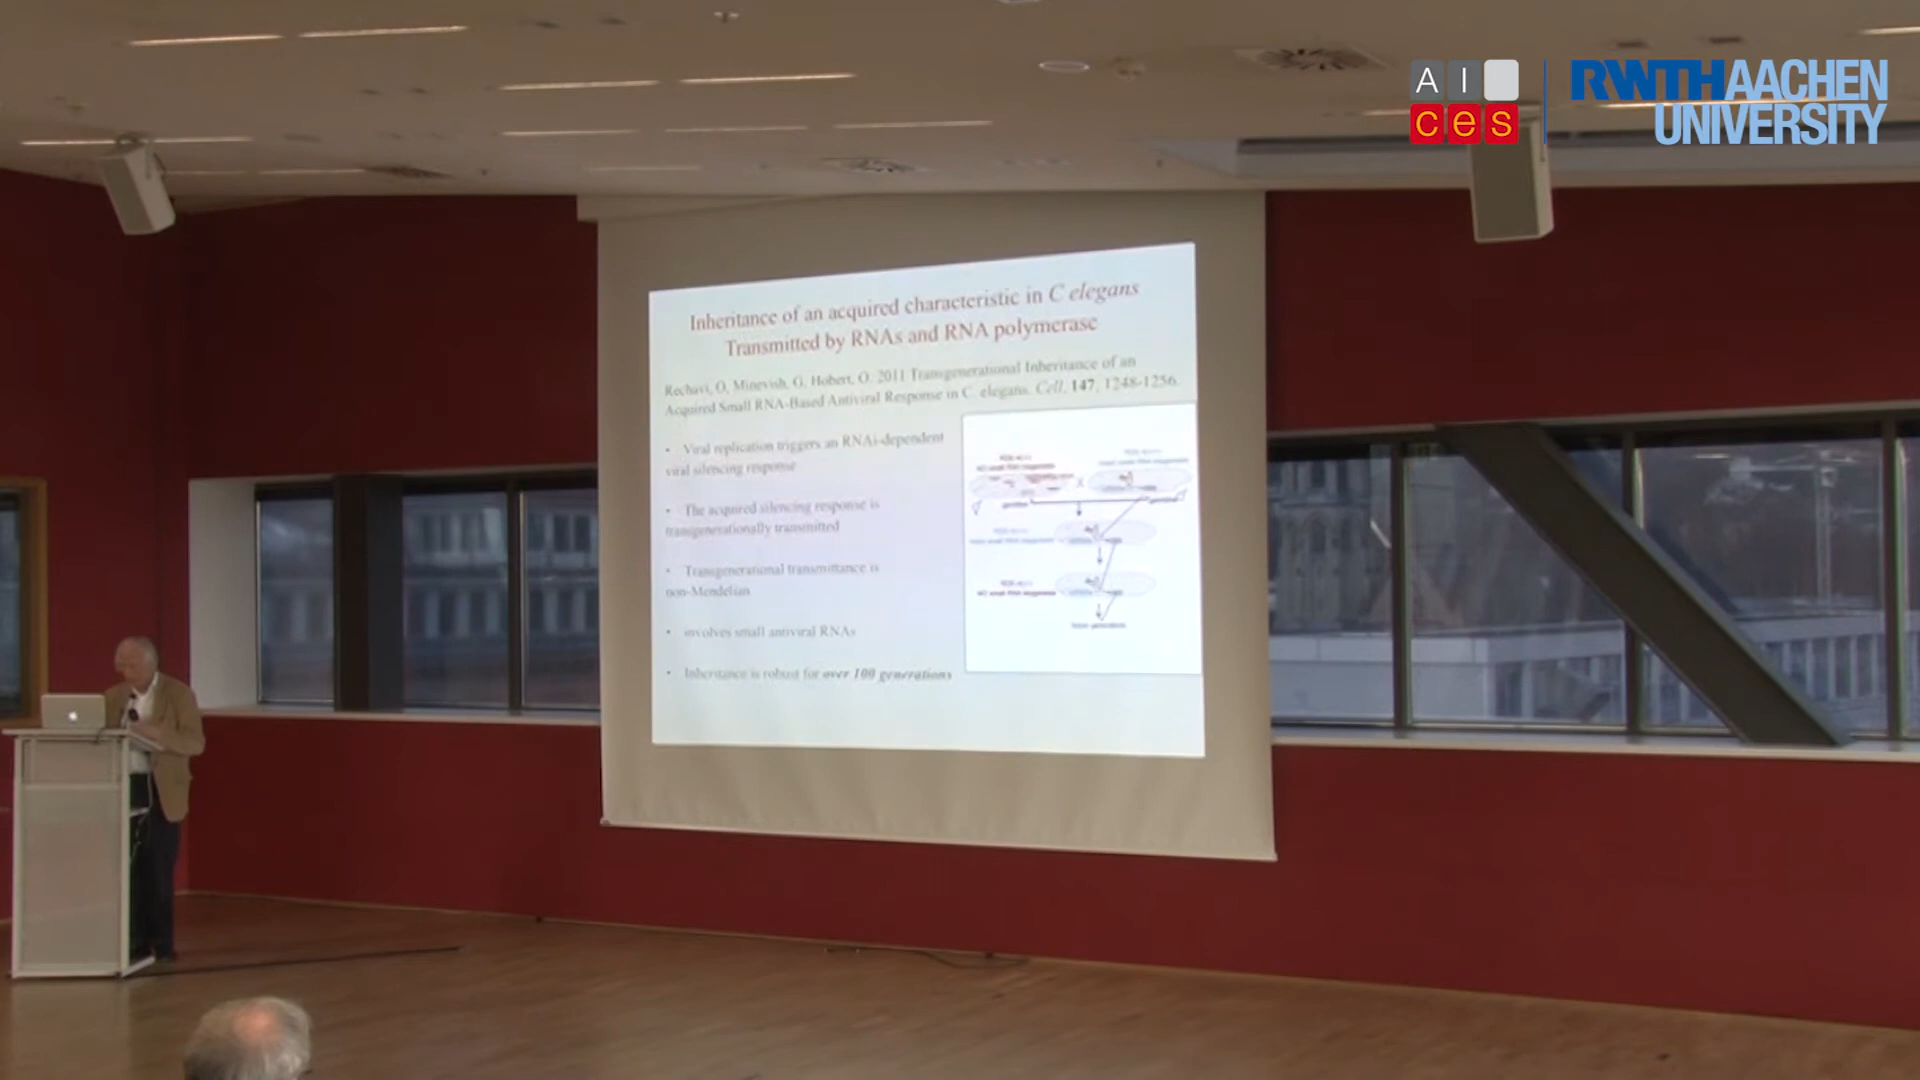 AI
ces
RWTH AACHEN
UNIVERSITY
Inheritance of an acquired characteristic in C elegans
Transmitted by RNAs and RNA polymerase
Rechavi, O, Minevish, G, Hobert, O. 2011 Transgenerational Inheritance of an
Acquired Small RNA-Based Antiviral Response in C. elegans. Cell, 147, 1248-1256.
• Viral replication triggers an RNAi-dependent
viral silencing response
• The acquired silencing response is
transgenerationally transmitted
• Transgenerational transmittance is
non-Mendelian
• involves small antiviral RNAs
• Inheritance is robust for over 100 generations
X